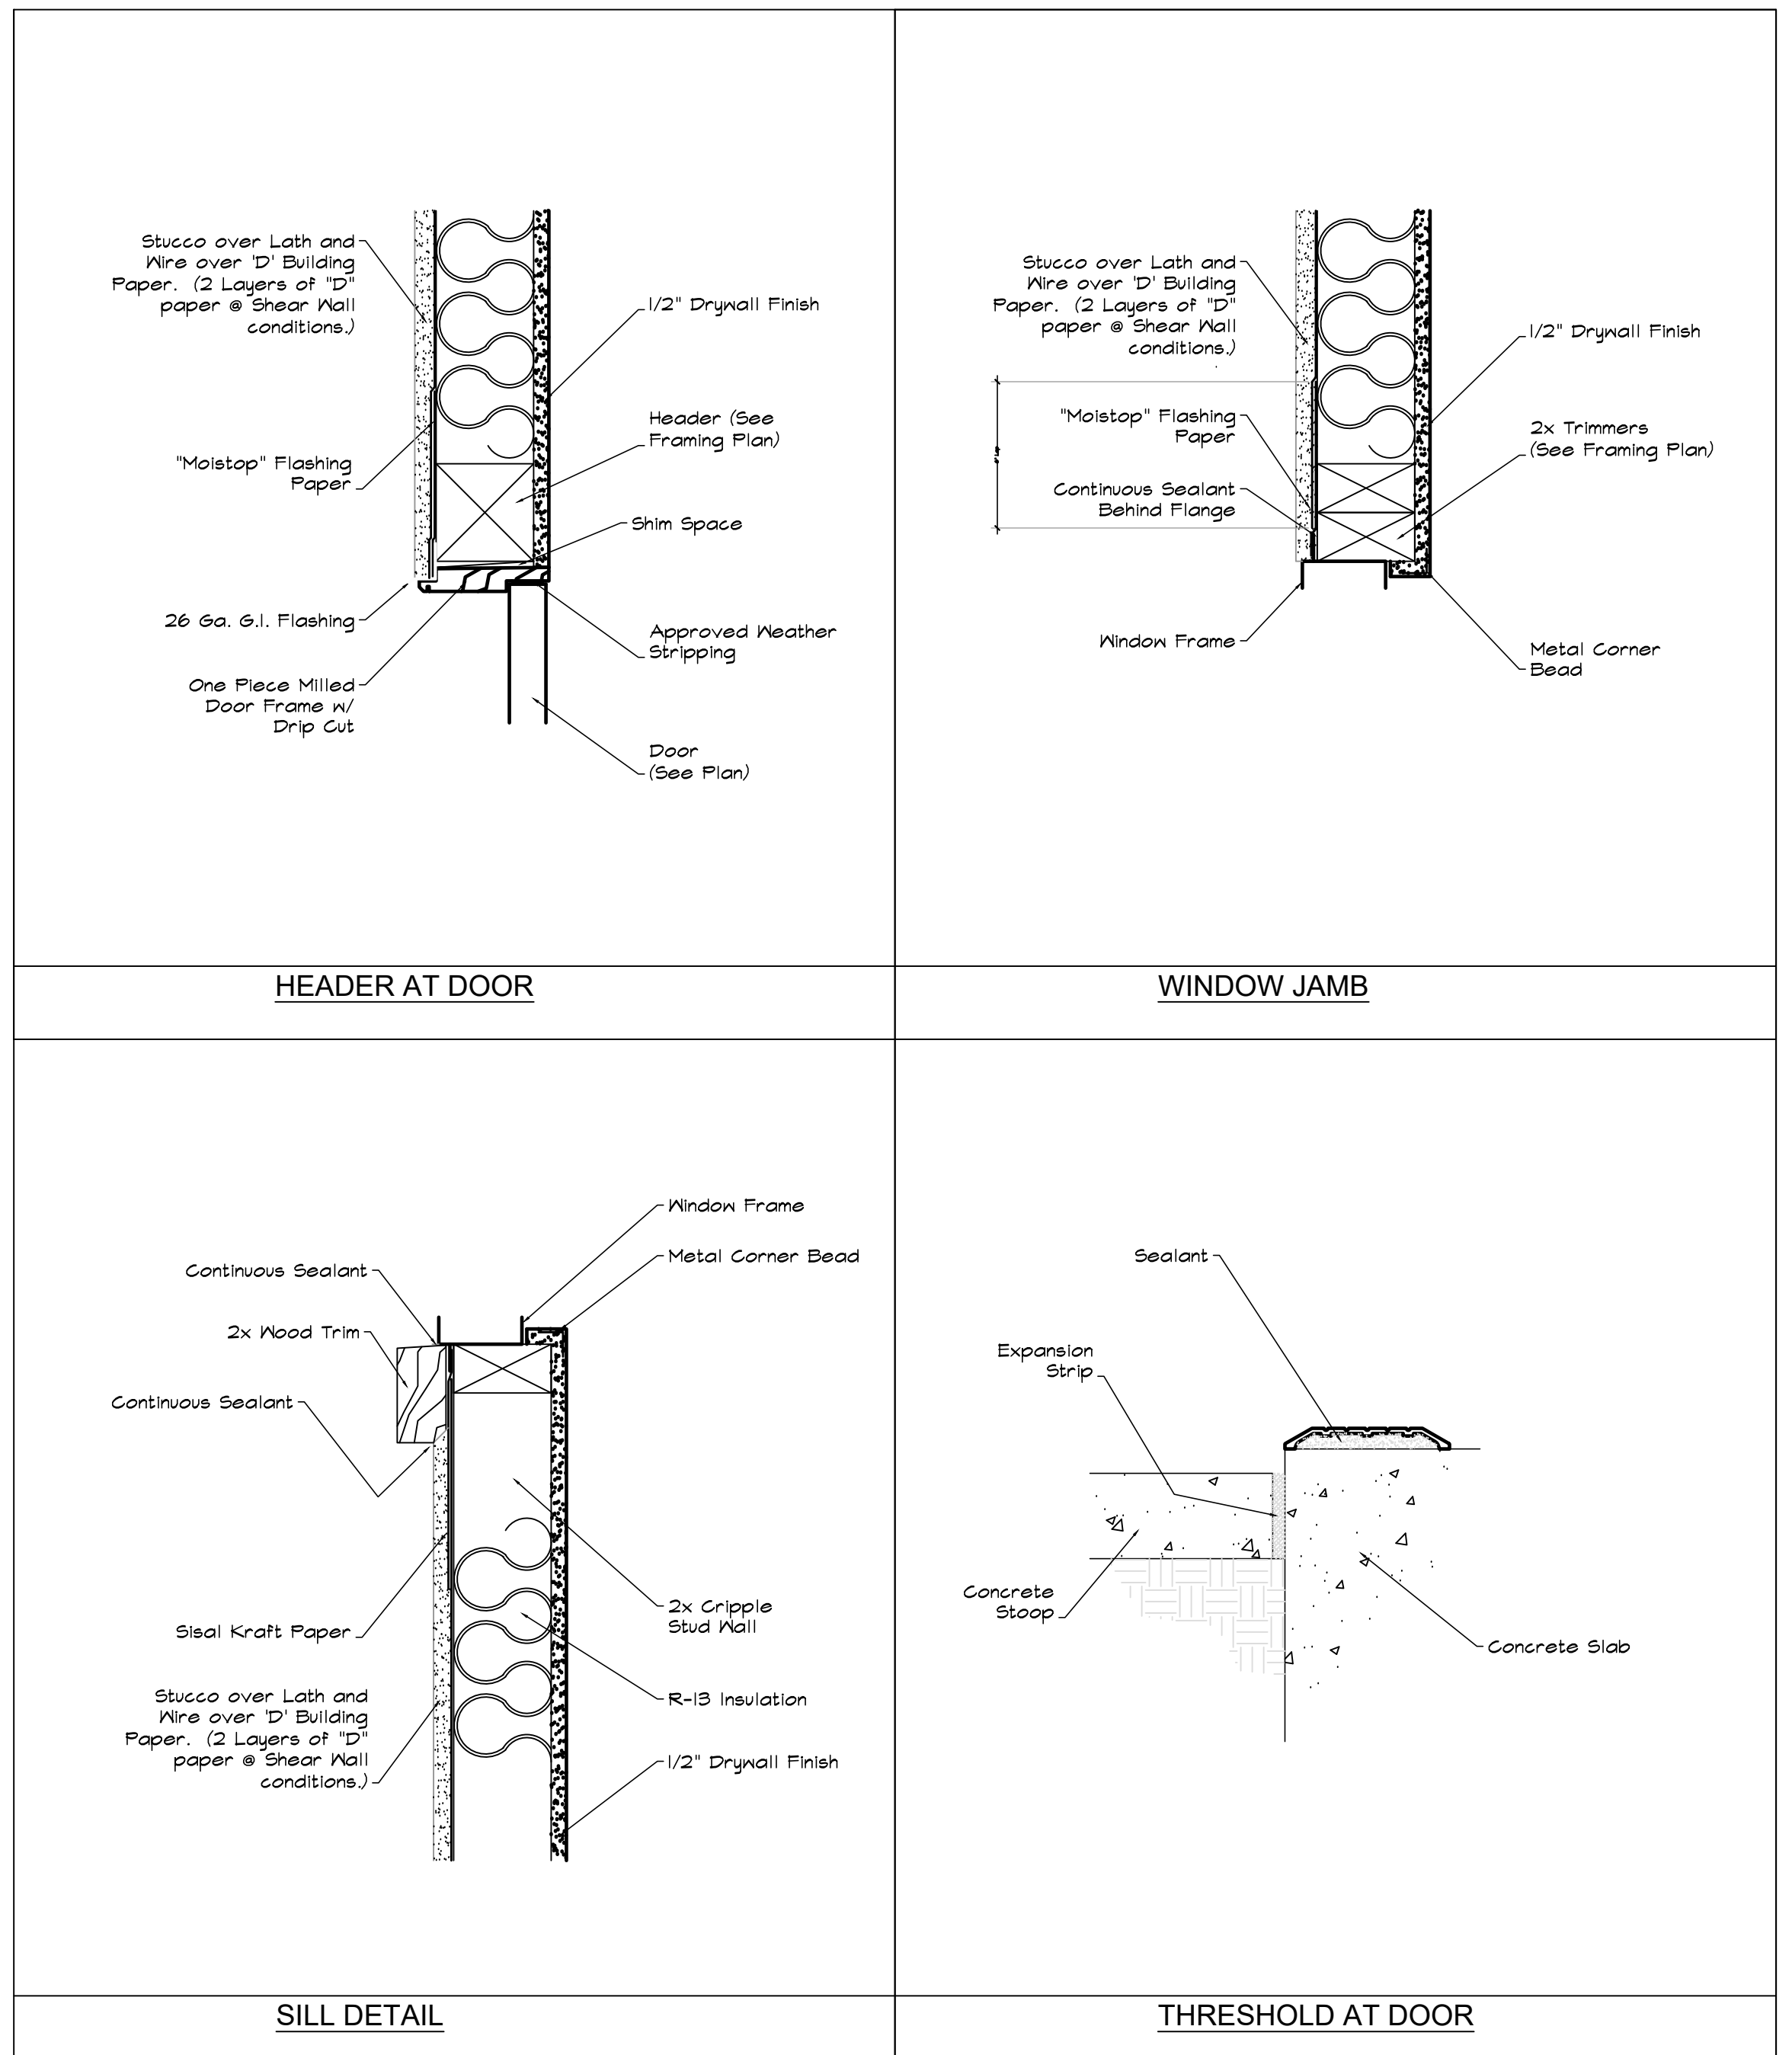 Stucco over Lath and
Wire over 'D' Building
Paper. (2 Layers of "D"
paper @ Shear Wall
conditions.)
"Moistop" Flashing
Paper
26 Ga. G.I. Flashing
One Piece Milled
Door Frame w/
Drip Cut
1/2" Drywall Finish
Header (See
Framing Plan)
Shim Space
Approved Weather
Stripping
Door
(See Plan)
HEADER AT DOOR
Stucco over Lath and
Wire over 'D' Building
Paper. (2 Layers of "D"
paper @ Shear Wall
conditions.)
"Moistop" Flashing
Paper
Continuous Sealant
Behind Flange
Window Frame
1/2" Drywall Finish
2x Trimmers
(See Framing Plan)
Metal Corner
Bead
WINDOW JAMB
Continuous Sealant
2x Wood Trim
Continuous Sealant
Sisal Kraft Paper
Stucco over Lath and
Wire over 'D' Building
Paper. (2 Layers of "D"
paper @ Shear Wall
conditions.)
Window Frame
Metal Corner Bead
2x Cripple
Stud Wall
R-13 Insulation
1/2" Drywall Finish
SILL DETAIL
Sealant
Expansion
Strip
Concrete
Stoop
Concrete Slab
THRESHOLD AT DOOR